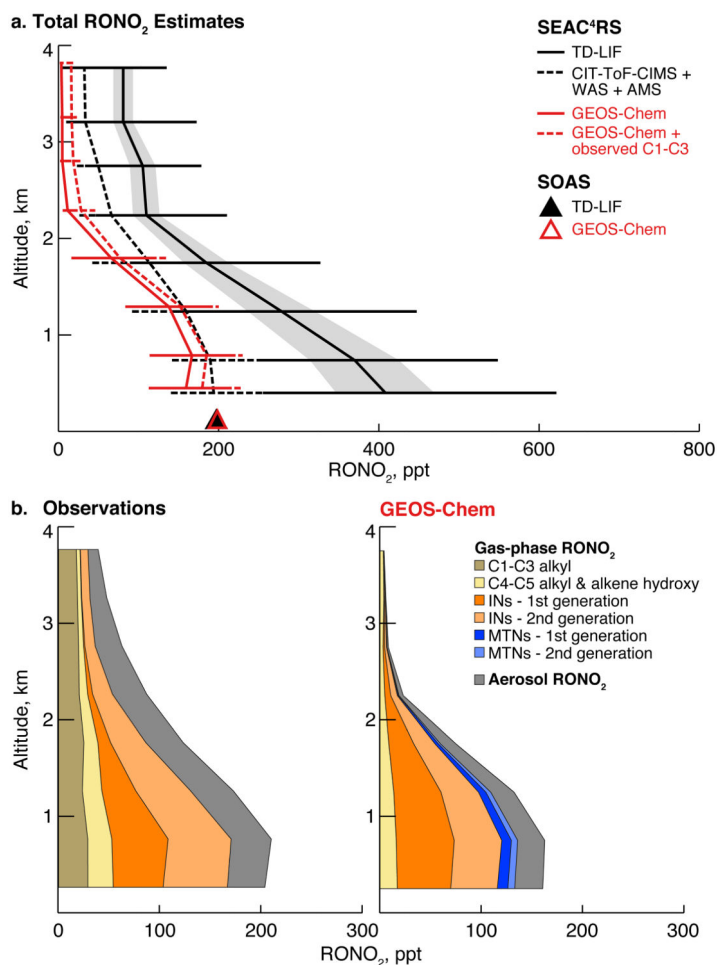 a. Total RONO₂ Estimates
4
3
2
1
0
200
400
600
800
Altitude, km
RONO₂, ppt
SEAC⁴RS
TD-LIF
CIT-ToF-CIMS +
WAS + AMS
GEOS-Chem
GEOS-Chem +
observed C1-C3
SOAS
TD-LIF
GEOS-Chem
b. Observations
4
3
2
1
0
100
200
300
Altitude, km
GEOS-Chem
4
3
2
1
0
100
200
300
Altitude, km
Gas-phase RONO₂
C1-C3 alkyl
C4-C5 alkyl & alkene hydroxy
INs - 1st generation
INs - 2nd generation
MTNs - 1st generation
MTNs - 2nd generation
Aerosol RONO₂
RONO₂, ppt